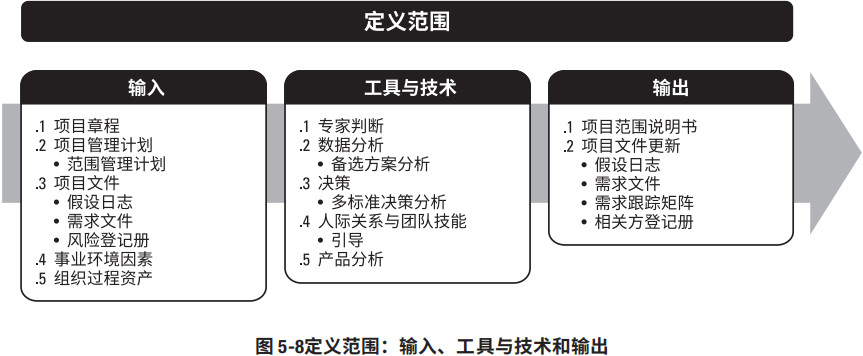 定义范围
输入
.1 项目章程
.2 项目管理计划
• 范围管理计划
.3 项目文件
• 假设日志
• 需求文件
• 风险登记册
.4 事业环境因素
.5 组织过程资产
工具与技术
.1 专家判断
.2 数据分析
• 备选方案分析
.3 决策
• 多标准决策分析
.4 人际关系与团队技能
• 引导
.5 产品分析
输出
.1 项目范围说明书
.2 项目文件更新
• 假设日志
• 需求文件
• 需求跟踪矩阵
• 相关方登记册
图 5-8定义范围：输入、工具与技术和输出